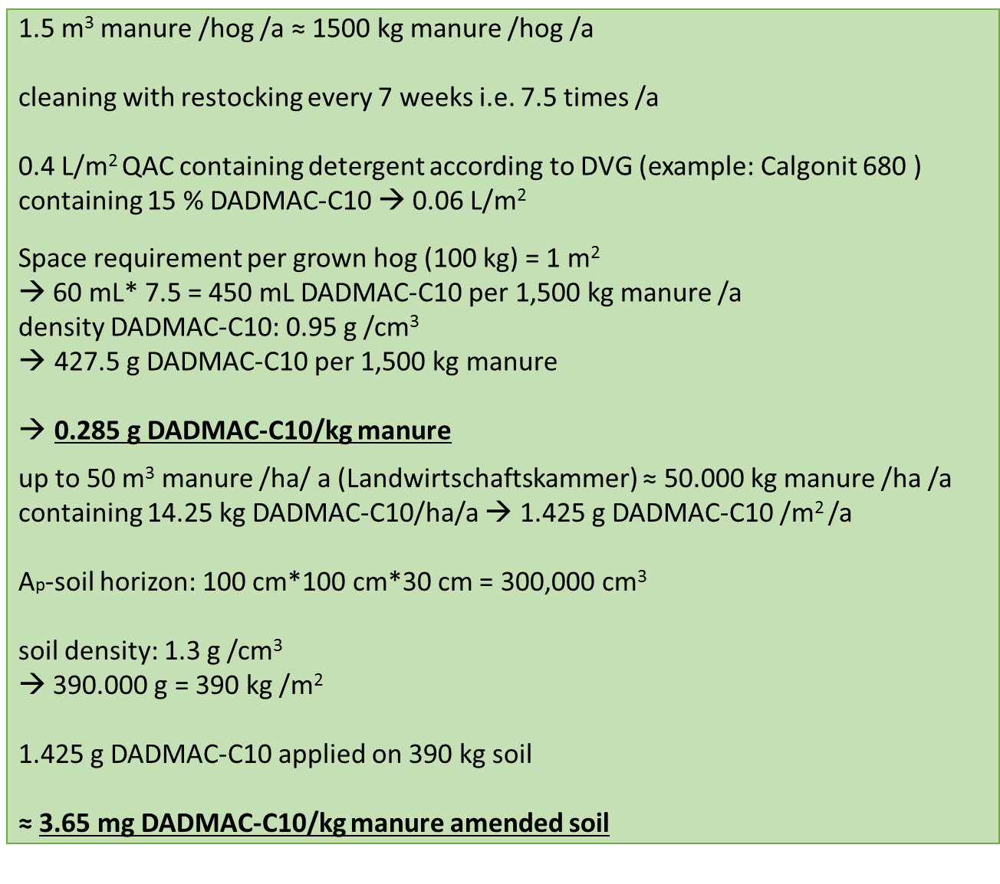 1.5 m³ manure /hog /a ≈ 1500 kg manure /hog /a
cleaning with restocking every 7 weeks i.e. 7.5 times /a
0.4 L/m² QAC containing detergent according to DVG (example: Calgonit 680 )
containing 15 % DADMAC-C10 → 0.06 L/m²
Space requirement per grown hog (100 kg) = 1 m²
→ 60 mL* 7.5 = 450 mL DADMAC-C10 per 1,500 kg manure /a
density DADMAC-C10: 0.95 g /cm³
→ 427.5 g DADMAC-C10 per 1,500 kg manure
→ 0.285 g DADMAC-C10/kg manure
up to 50 m³ manure /ha/ a (Landwirtschaftskammer) ≈ 50.000 kg manure /ha /a
containing 14.25 kg DADMAC-C10/ha/a → 1.425 g DADMAC-C10 /m² /a
Aₚ-soil horizon: 100 cm*100 cm*30 cm = 300,000 cm³
soil density: 1.3 g /cm³
→ 390.000 g = 390 kg /m²
1.425 g DADMAC-C10 applied on 390 kg soil
≈ 3.65 mg DADMAC-C10/kg manure amended soil